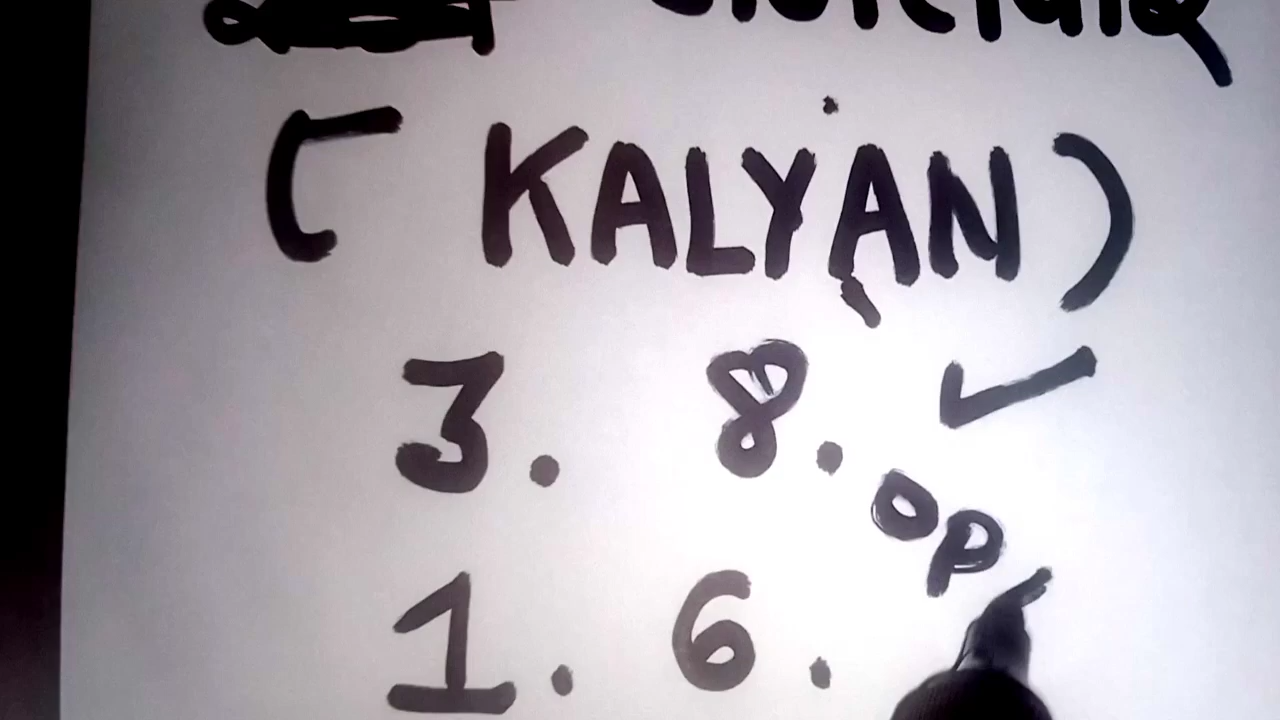 ( KALYAN )
3. 8. ✓
OP
1. 6.